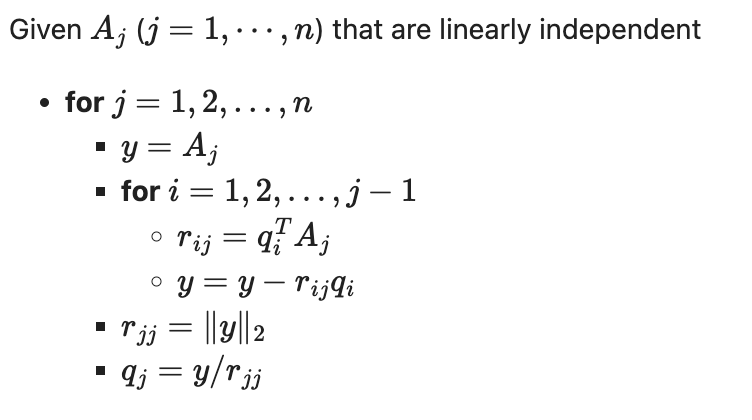 Given $A_j$ ($j = 1, \cdots, n$) that are linearly independent
• for $j = 1, 2, \ldots, n$
▪ $y = A_j$
▪ for $i = 1, 2, \ldots, j - 1$
◦ $r_{ij} = q_i^T A_j$
◦ $y = y - r_{ij} q_i$
▪ $r_{jj} = \|y\|_2$
▪ $q_j = y / r_{jj}$